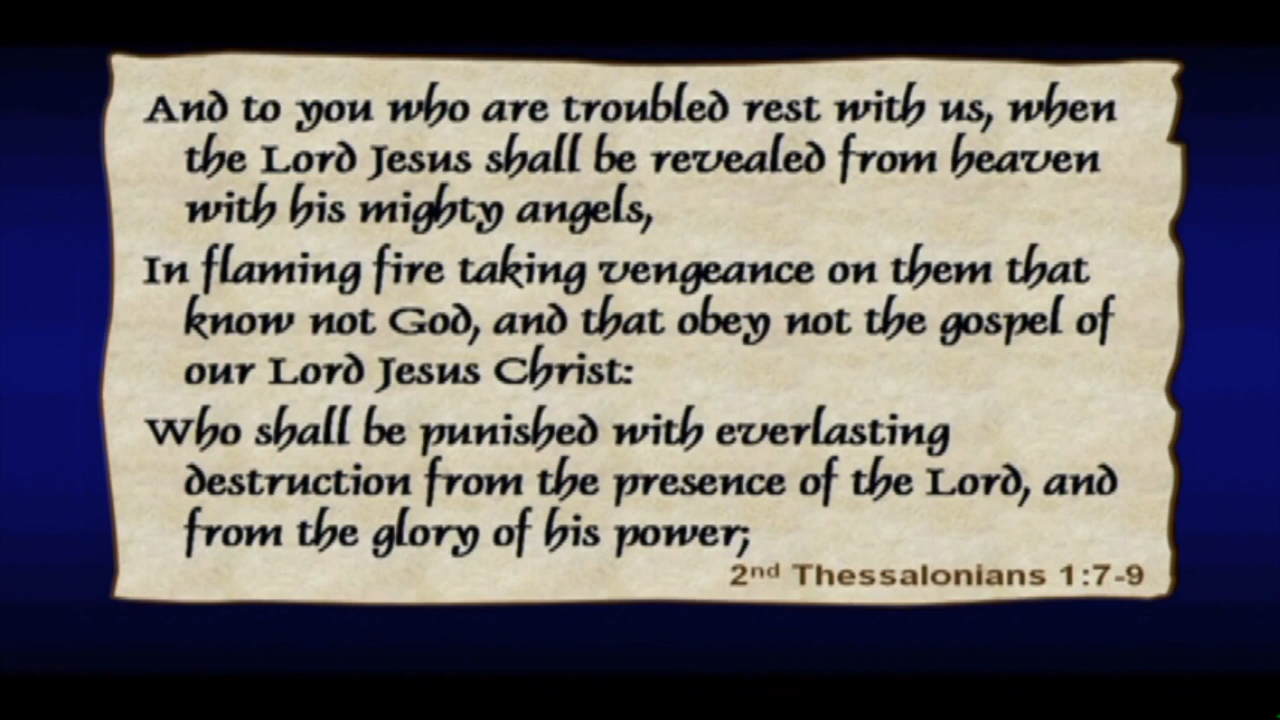 And to you who are troubled rest with us, when
the Lord Jesus shall be revealed from heaven
with his mighty angels,
In flaming fire taking vengeance on them that
know not God, and that obey not the gospel of
our Lord Jesus Christ:
Who shall be punished with everlasting
destruction from the presence of the Lord, and
from the glory of his power;
2nd Thessalonians 1:7-9